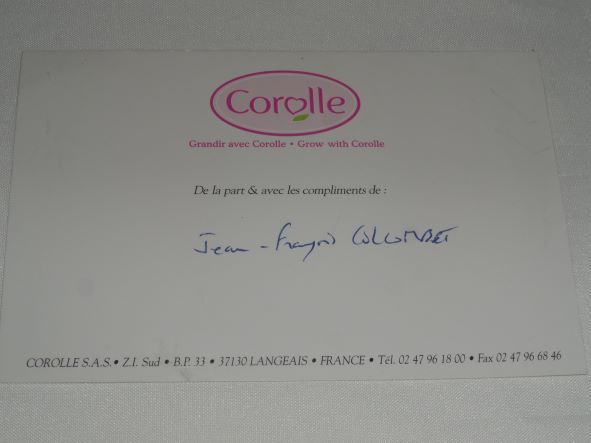 Corolle
Grandir avec Corolle • Grow with Corolle
De la part & avec les compliments de :
Jean - François COLOMBET
COROLLE S.A.S. • Z.I. Sud • B.P. 33 • 37130 LANGEAIS • FRANCE • Tél. 02 47 96 18 00 • Fax 02 47 96 68 46